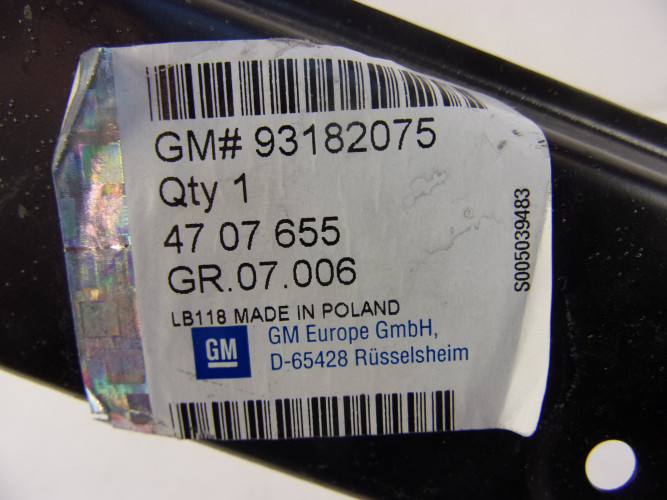 GM# 93182075
Qty 1
47 07 655
GR.07.006
LB118 MADE IN POLAND
GM
GM Europe GmbH,
D-65428 Rüsselsheim
S005039483